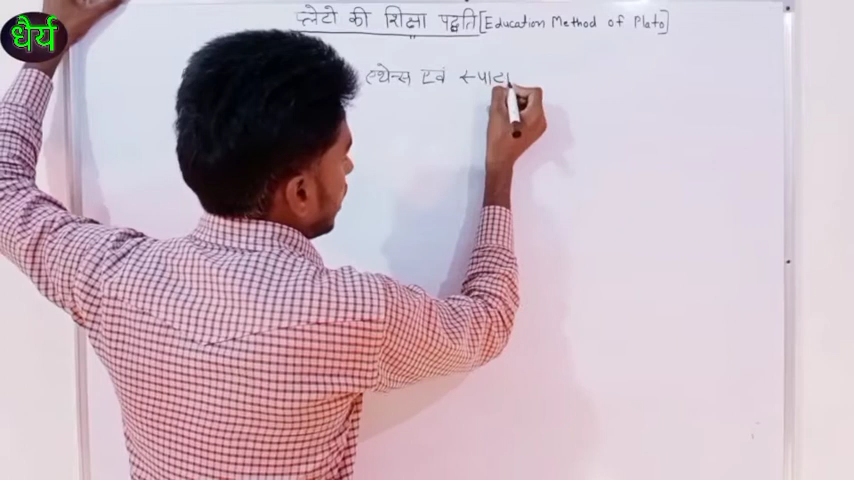 धैर्य
प्लेटो की शिक्षा पद्धति [Education Method of Plato]
एथेन्स एवं स्पाटा